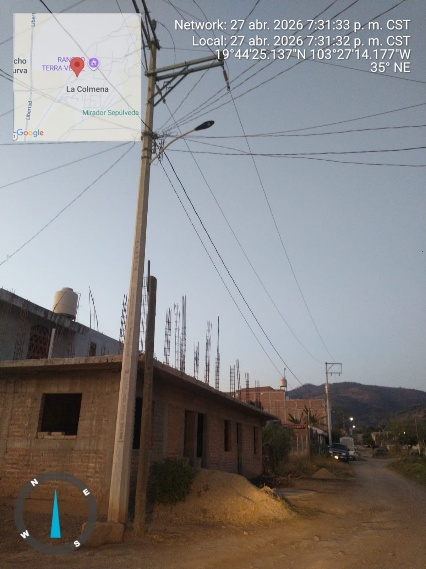 Network: 27 abr. 2026 7:31:33 p. m. CST
Local: 27 abr. 2026 7:31:32 p. m. CST
19°44'25.137"N 103°27'14.177"W
35° NE
La Colmena
Mirador Sepúlveda
Google
N
E
W
S